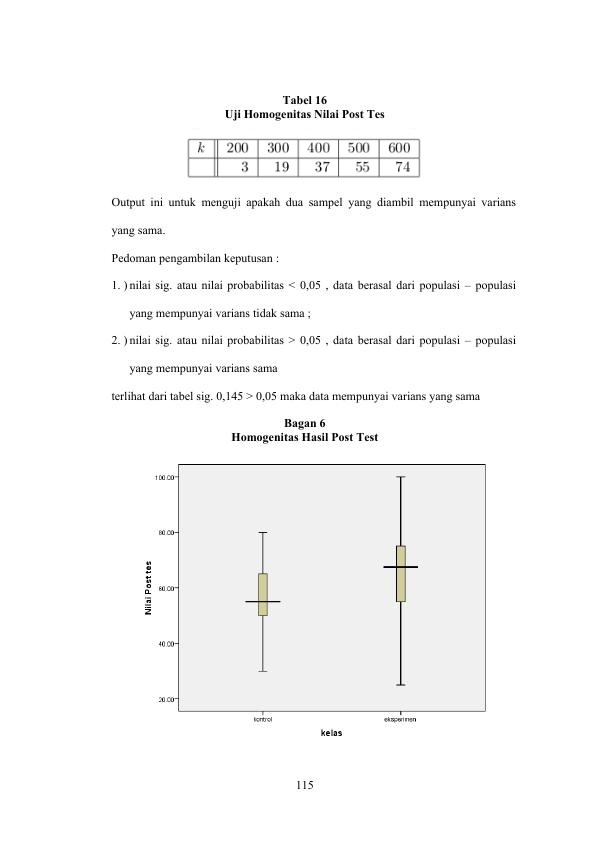 Tabel 16
Uji Homogenitas Nilai Post Tes
k 200 300 400 500 600
3 19 37 55 74
Output ini untuk menguji apakah dua sampel yang diambil mempunyai varians
yang sama.
Pedoman pengambilan keputusan :
1. ) nilai sig. atau nilai probabilitas < 0,05 , data berasal dari populasi – populasi
yang mempunyai varians tidak sama ;
2. ) nilai sig. atau nilai probabilitas > 0,05 , data berasal dari populasi – populasi
yang mempunyai varians sama
terlihat dari tabel sig. 0,145 > 0,05 maka data mempunyai varians yang sama
Bagan 6
Homogenitas Hasil Post Test
100.00
80.00
60.00
40.00
20.00
Nilai Post tes
kontrol eksperimen
kelas
115